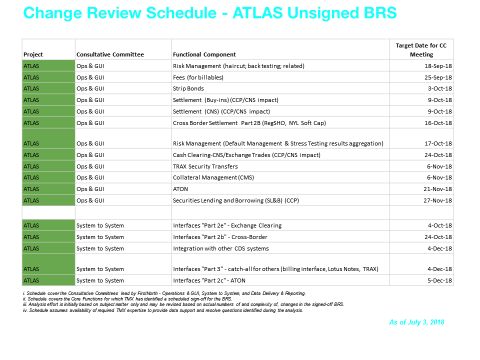 Change Review Schedule - ATLAS Unsigned BRS
Target Date for CC
Project Consultative Committee Functional Component Meeting
ATLAS Ops & GUI Risk Management (haircut; back testing; related) 18-Sep-18
ATLAS Ops & GUI Fees (for billables) 25-Sep-18
ATLAS Ops & GUI Strip Bonds 3-Oct-18
ATLAS Ops & GUI Settlement (Buy-ins) (CCP/CNS impact) 9-Oct-18
ATLAS Ops & GUI Settlement (CNS) (CCP/CNS impact) 9-Oct-18
ATLAS Ops & GUI Cross Border Settlement Part 2B (RegSHO, NYL Soft Cap) 16-Oct-18
ATLAS Ops & GUI Risk Management (Default Management & Stress Testing results aggregation) 17-Oct-18
ATLAS Ops & GUI Cash Clearing-CNS/Exchange Trades (CCP/CNS impact) 24-Oct-18
ATLAS Ops & GUI TRAX Security Transfers 6-Nov-18
ATLAS Ops & GUI Collateral Management (CMS) 6-Nov-18
ATLAS Ops & GUI ATON 21-Nov-18
ATLAS Ops & GUI Securities Lending and Borrowing (SL&B) (CCP) 27-Nov-18
ATLAS System to System Interfaces "Part 2e" - Exchange Clearing 4-Oct-18
ATLAS System to System Interfaces "Part 2b" - Cross-Border 24-Oct-18
ATLAS System to System Integration with other CDS systems 4-Dec-18
ATLAS System to System Interfaces "Part 3" - catch-all for others (billing interface, Lotus Notes, TRAX) 4-Dec-18
ATLAS System to System Interfaces "Part 2c" - ATON 5-Dec-18
i. Schedule covers the Consultative Committees lead by Finchforth - Operations & GUI, System to System, and Data Delivery & Reporting.
ii. Schedule covers the Core Functions for which TMX has identified a scheduled sign-off for the BRS.
iii. Analysis effort is initially based on subject matter only and may be revised based on actual numbers of and complexity of, changes in the signed-off BRS.
iv. Schedule assumes availability of required TMX expertise to provide data support and resolve questions identified during the analysis.
As of July 3, 2018